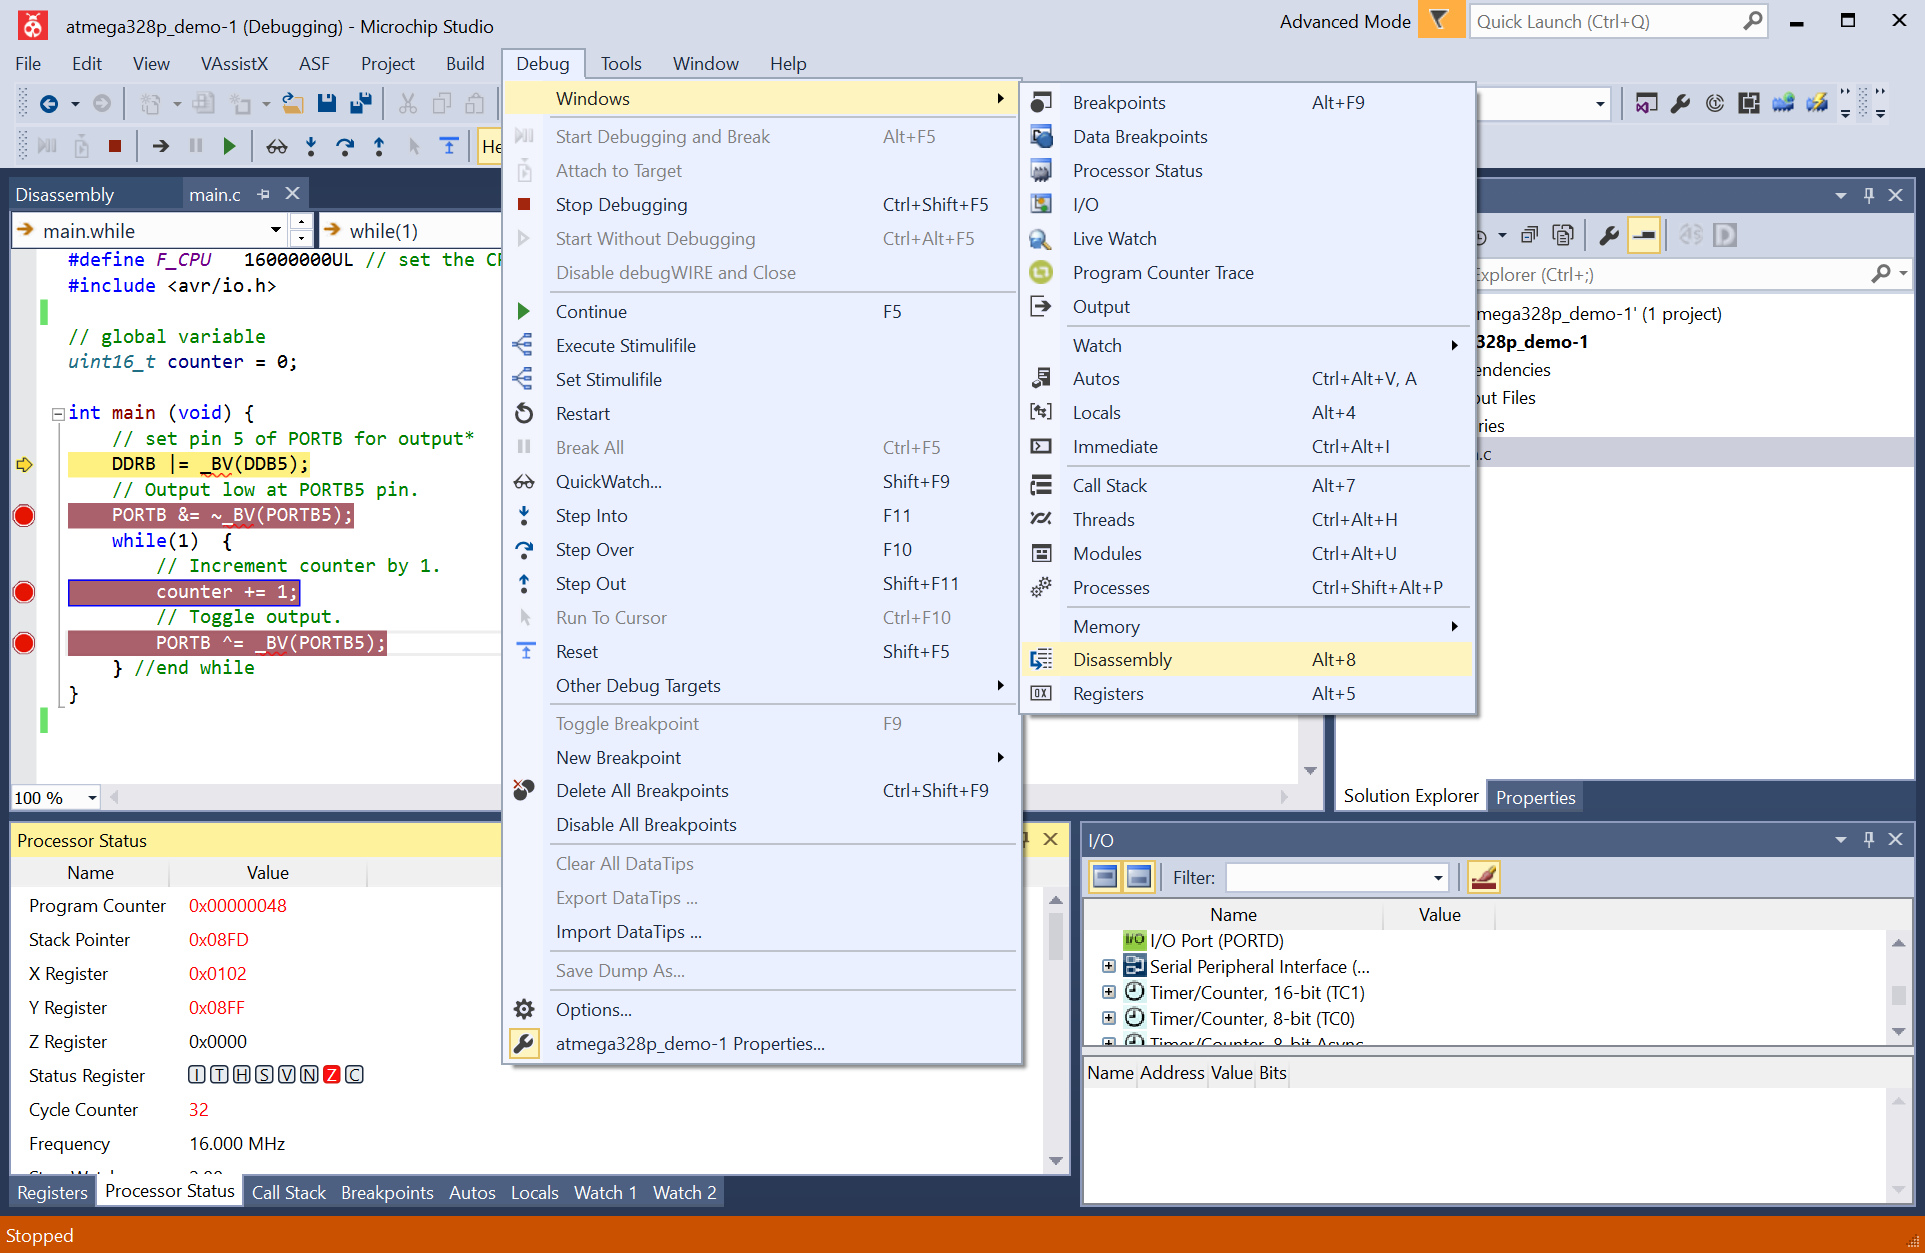 atmega328p_demo-1 (Debugging) - Microchip Studio
Advanced Mode
Quick Launch (Ctrl+Q)
File Edit View VAssistX ASF Project Build Debug Tools Window Help
He
Disassembly
main.c
main.while
while(1)
#define F_CPU 16000000UL // set the CP
#include <avr/io.h>
// global variable
uint16_t counter = 0;
int main (void) {
// set pin 5 of PORTB for output*
DDRB |= _BV(DDB5);
// Output low at PORTB5 pin.
PORTB &= ~_BV(PORTB5);
while(1) {
// Increment counter by 1.
counter += 1;
// Toggle output.
PORTB ^= _BV(PORTB5);
} //end while
}
100 %
Windows
Start Debugging and Break Alt+F5
Attach to Target
Stop Debugging Ctrl+Shift+F5
Start Without Debugging Ctrl+Alt+F5
Disable debugWIRE and Close
Continue F5
Execute Stimulifile
Set Stimulifile
Restart
Break All Ctrl+F5
QuickWatch... Shift+F9
Step Into F11
Step Over F10
Step Out Shift+F11
Run To Cursor Ctrl+F10
Reset Shift+F5
Other Debug Targets
Toggle Breakpoint F9
New Breakpoint
Delete All Breakpoints Ctrl+Shift+F9
Disable All Breakpoints
Clear All DataTips
Export DataTips ...
Import DataTips ...
Save Dump As...
Options...
atmega328p_demo-1 Properties...
Breakpoints Alt+F9
Data Breakpoints
Processor Status
I/O
Live Watch
Program Counter Trace
Output
Watch
Autos Ctrl+Alt+V, A
Locals Alt+4
Immediate Ctrl+Alt+I
Call Stack Alt+7
Threads Ctrl+Alt+H
Modules Ctrl+Alt+U
Processes Ctrl+Shift+Alt+P
Memory
Disassembly Alt+8
Registers Alt+5
Explorer (Ctrl+;)
mega328p_demo-1' (1 project)
328p_demo-1
endencies
out Files
ries
.c
Solution Explorer Properties
Processor Status
Name Value
Program Counter 0x00000048
Stack Pointer 0x08FD
X Register 0x0102
Y Register 0x08FF
Z Register 0x0000
Status Register I T H S V N Z C
Cycle Counter 32
Frequency 16.000 MHz
Registers Processor Status Call Stack Breakpoints Autos Locals Watch 1 Watch 2
I/O
Filter:
Name Value
I/O I/O Port (PORTD)
Serial Peripheral Interface (...
Timer/Counter, 16-bit (TC1)
Timer/Counter, 8-bit (TC0)
Timer/Counter, 8-bit Async
Name Address Value Bits
Stopped